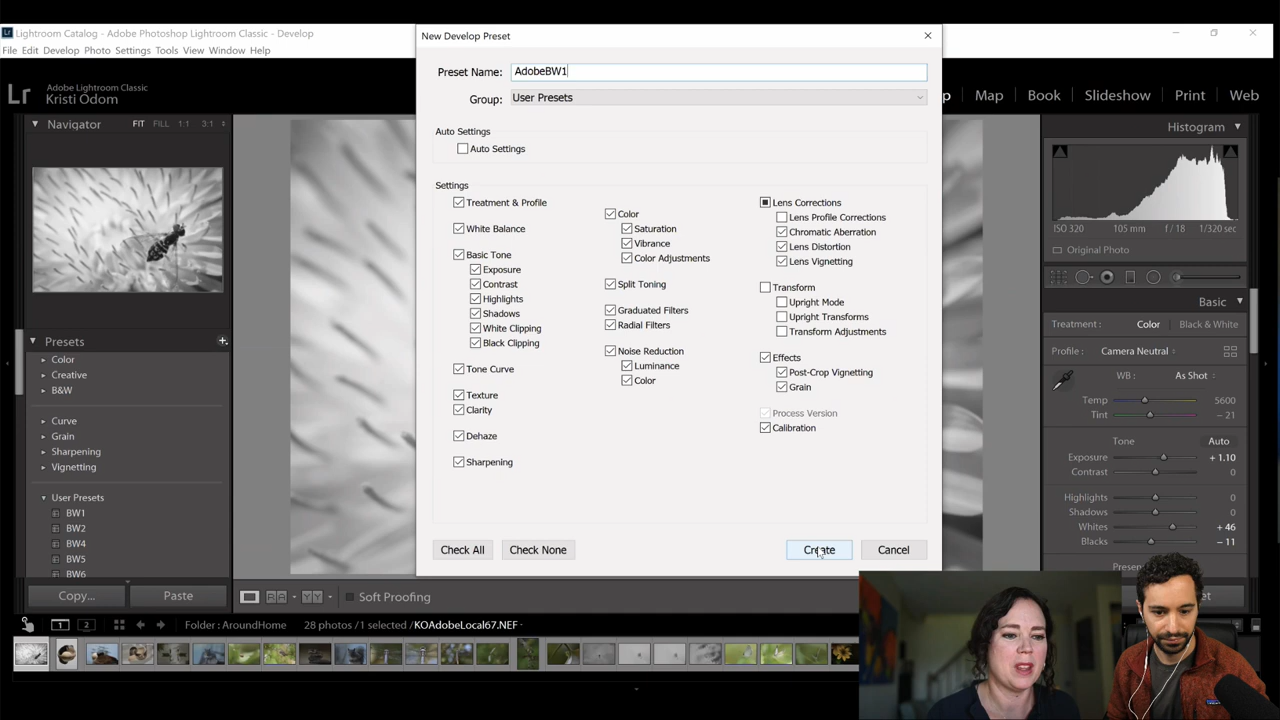 Lightroom Catalog - Adobe Photoshop Lightroom Classic - Develop
File Edit Develop Photo Settings Tools View Window Help
Lr
Adobe Lightroom Classic
Kristi Odom
Map Book Slideshow Print Web
Navigator FIT FILL 1:1 3:1
Presets
Color
Creative
B&W
Curve
Grain
Sharpening
Vignetting
User Presets
BW1
BW2
BW4
BW5
BW6
Copy... Paste
New Develop Preset
Preset Name: AdobeBW1
Group: User Presets
Auto Settings
Auto Settings
Settings
Treatment & Profile
White Balance
Basic Tone
Exposure
Contrast
Highlights
Shadows
White Clipping
Black Clipping
Tone Curve
Texture
Clarity
Dehaze
Sharpening
Color
Saturation
Vibrance
Color Adjustments
Split Toning
Graduated Filters
Radial Filters
Noise Reduction
Luminance
Color
Lens Corrections
Lens Profile Corrections
Chromatic Aberration
Lens Distortion
Lens Vignetting
Transform
Upright Mode
Upright Transforms
Transform Adjustments
Effects
Post-Crop Vignetting
Grain
Process Version
Calibration
Check All Check None Create Cancel
Histogram
ISO 320 105 mm f / 18 1/320 sec
Original Photo
Basic
Treatment : Color Black & White
Profile : Camera Neutral
WB : As Shot
Temp 5600
Tint - 21
Tone Auto
Exposure + 1.10
Contrast 0
Highlights 0
Shadows 0
Whites + 46
Blacks - 11
Soft Proofing
1 2 Folder : AroundHome 28 photos / 1 selected / KOAdobeLocal67.NEF